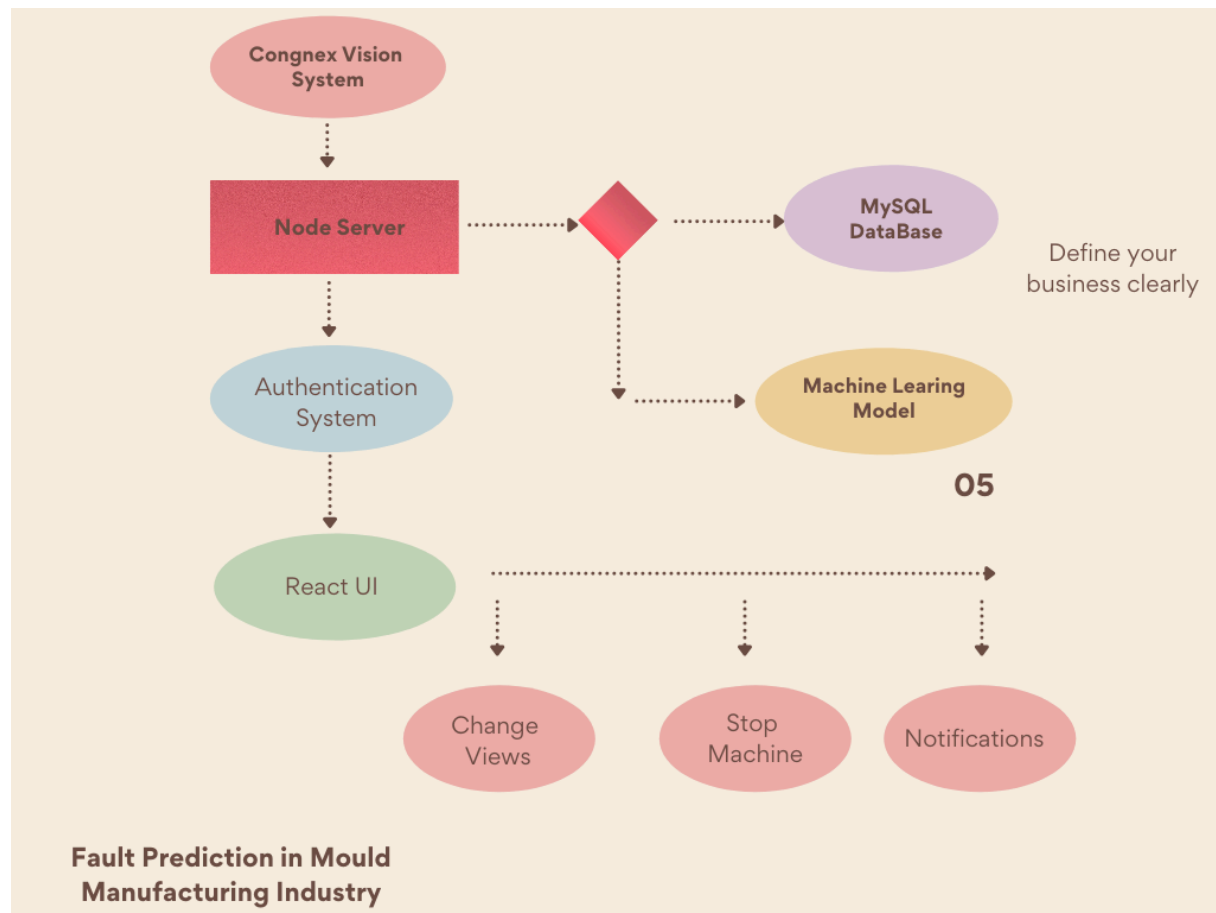 Congnex Vision
System
Node Server
MySQL
DataBase
Define your
business clearly
Authentication
System
Machine Learing
Model
05
React UI
Change
Views
Stop
Machine
Notifications
Fault Prediction in Mould
Manufacturing Industry